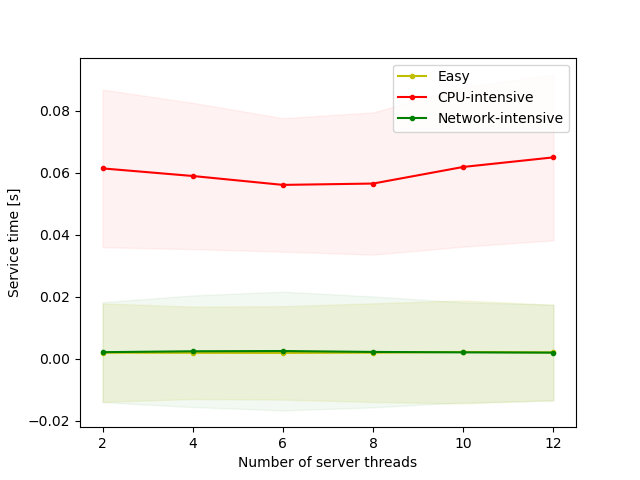 Easy
CPU-intensive
Network-intensive
0.08
0.06
0.04
0.02
0.00
−0.02
Service time [s]
2 4 6 8 10 12
Number of server threads